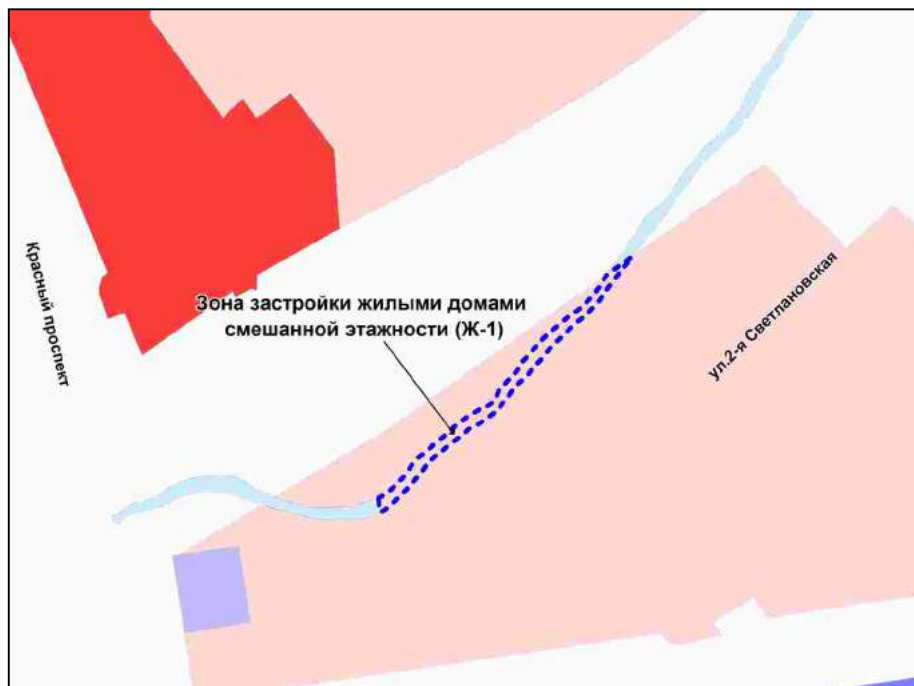 Красный проспект
Зона застройки жилыми домами
смешанной этажности (Ж-1)
ул.2-я Светлановская